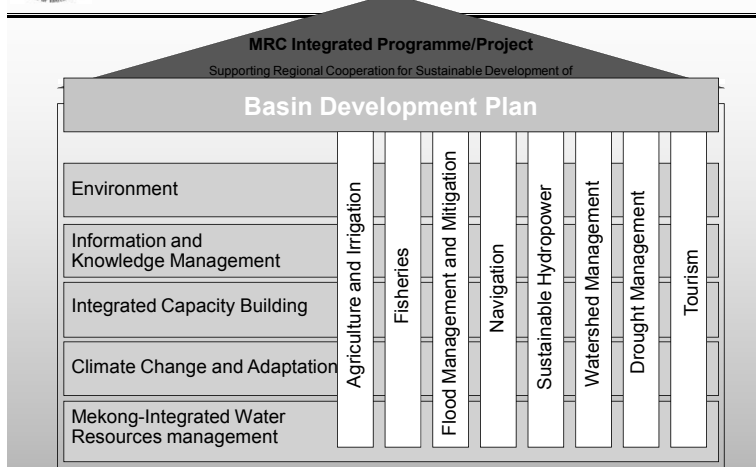 MRC Integrated Programme/Project
Supporting Regional Cooperation for Sustainable Development of
Basin Development Plan
Environment
Information and
Knowledge Management
Integrated Capacity Building
Climate Change and Adaptation
Mekong-Integrated Water
Resources management
Agriculture and Irrigation
Fisheries
Flood Management and Mitigation
Navigation
Sustainable Hydropower
Watershed Management
Drought Management
Tourism